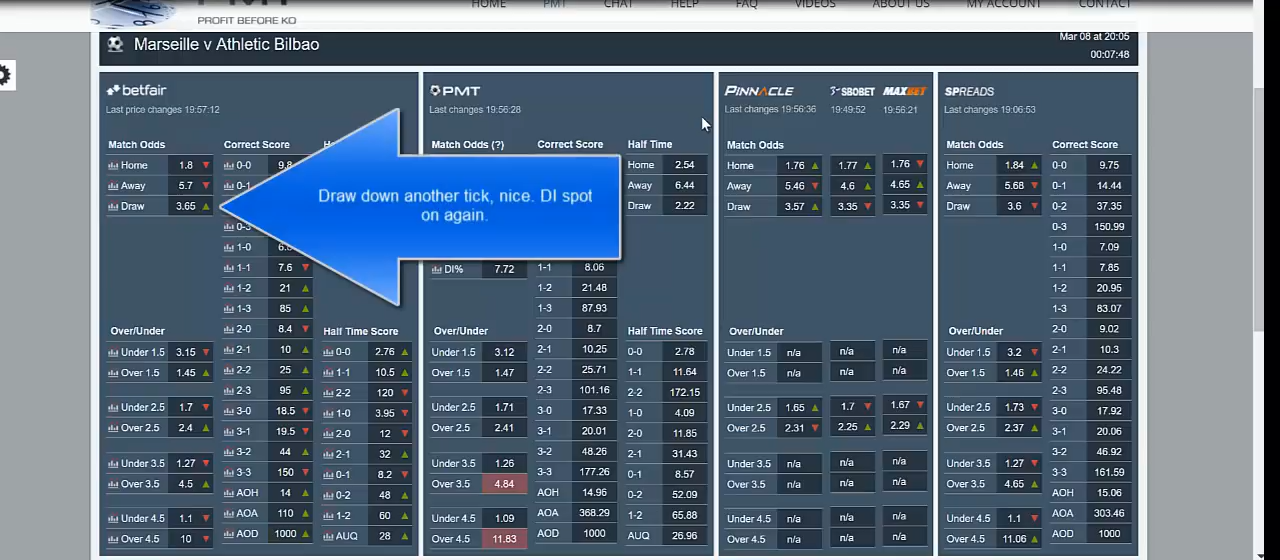 HOME PMT CHAT HELP FAQ VIDEOS ABOUT US MY ACCOUNT CONTACT
PROFIT BEFORE KO
Marseille v Athletic Bilbao
Mar 08 at 20:05
00:07:48
betfair
Last price changes 19:57:12
Match Odds
Home 1.8
Away 5.7
Draw 3.65
Over/Under
Under 1.5 3.15
Over 1.5 1.45
Under 2.5 1.7
Over 2.5 2.4
Under 3.5 1.27
Over 3.5 4.5
Under 4.5 1.1
Over 4.5 10
Correct Score
0-0 9.8
0-1
0-3
1-0
1-1 7.6
1-2 21
1-3 85
2-0 8.4
2-1 10
2-2 25
2-3 95
3-0 18.5
3-1 19.5
3-2 44
3-3 150
AOH 14
AOA 110
AOD 1000
Half Time Score
0-0 2.76
1-1 10.5
2-2 120
1-0 3.95
2-0 12
2-1 32
0-1 8.2
0-2 48
1-2 60
AUQ 28
Draw down another tick, nice. DI spot
on again.
PMT
Last changes 19:56:28
Match Odds (?)
DI% 7.72
Over/Under
Under 1.5 3.12
Over 1.5 1.47
Under 2.5 1.71
Over 2.5 2.41
Under 3.5 1.26
Over 3.5 4.84
Under 4.5 1.09
Over 4.5 11.83
Correct Score
1-1 8.06
1-2 21.48
1-3 87.93
2-0 8.7
2-1 10.25
2-2 25.71
2-3 101.16
3-0 17.33
3-1 20.01
3-2 48.26
3-3 177.26
AOH 14.96
AOA 368.29
AOD 1000
Half Time
Home 2.54
Away 6.44
Draw 2.22
Half Time Score
0-0 2.78
1-1 11.64
2-2 172.15
1-0 4.09
2-0 11.85
2-1 31.43
0-1 8.57
0-2 52.09
1-2 65.88
AUQ 26.96
PINNACLE SBOBET MAXBET
Last changes 19:56:36 19:49:52 19:56:21
Match Odds
Home 1.76 1.77 1.76
Away 5.46 4.6 4.65
Draw 3.57 3.35 3.35
Over/Under
Under 1.5 n/a n/a n/a
Over 1.5 n/a n/a n/a
Under 2.5 1.65 1.7 1.67
Over 2.5 2.31 2.25 2.29
Under 3.5 n/a n/a n/a
Over 3.5 n/a n/a n/a
Under 4.5 n/a n/a n/a
Over 4.5 n/a n/a n/a
SPREADS
Last changes 19:06:53
Match Odds
Home 1.84
Away 5.68
Draw 3.6
Over/Under
Under 1.5 3.2
Over 1.5 1.46
Under 2.5 1.73
Over 2.5 2.37
Under 3.5 1.27
Over 3.5 4.65
Under 4.5 1.1
Over 4.5 11.06
Correct Score
0-0 9.75
0-1 14.44
0-2 37.35
0-3 150.99
1-0 7.09
1-1 7.85
1-2 20.95
1-3 83.07
2-0 9.02
2-1 10.3
2-2 24.22
2-3 95.48
3-0 17.92
3-1 20.06
3-2 46.92
3-3 161.59
AOH 15.06
AOA 303.46
AOD 1000